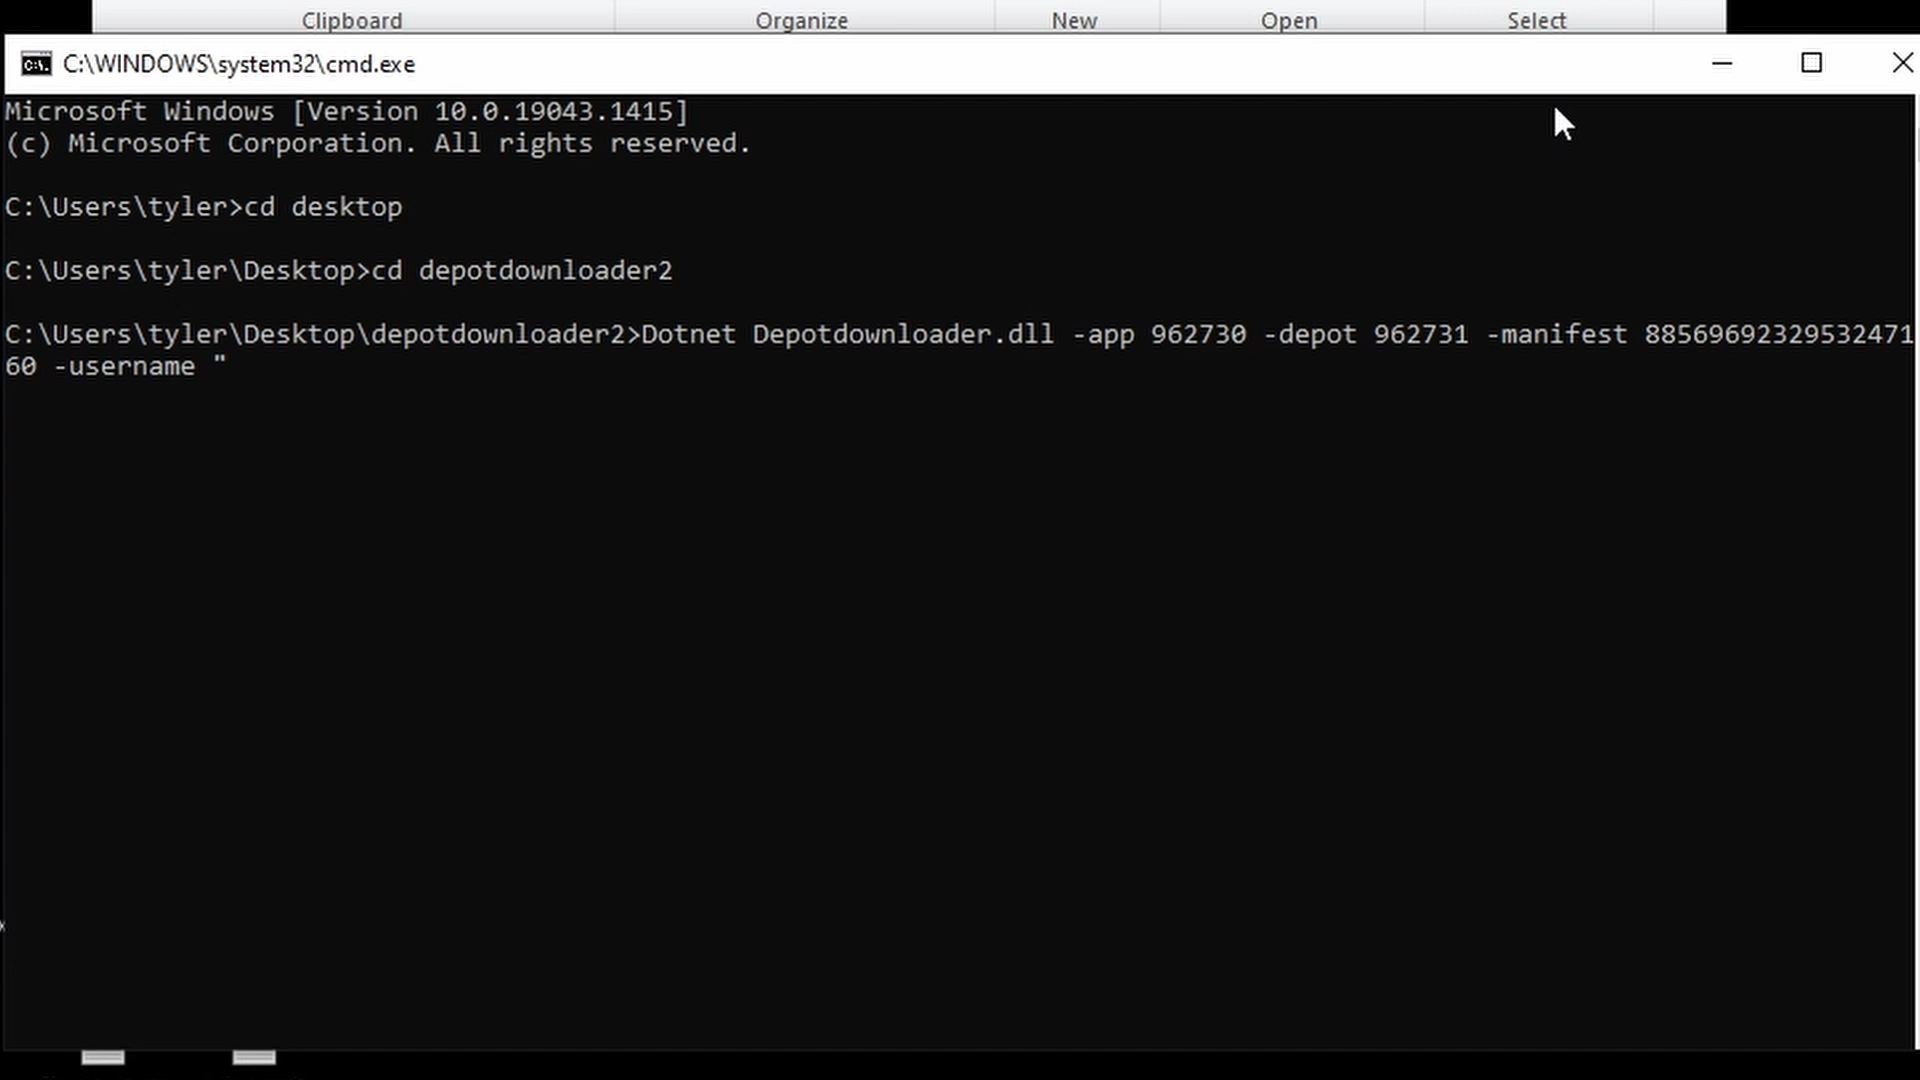 Clipboard Organize New Open Select
C:\WINDOWS\system32\cmd.exe
Microsoft Windows [Version 10.0.19043.1415]
(c) Microsoft Corporation. All rights reserved.
C:\Users\tyler>cd desktop
C:\Users\tyler\Desktop>cd depotdownloader2
C:\Users\tyler\Desktop\depotdownloader2>Dotnet Depotdownloader.dll -app 962730 -depot 962731 -manifest 88569692329532471
60 -username "